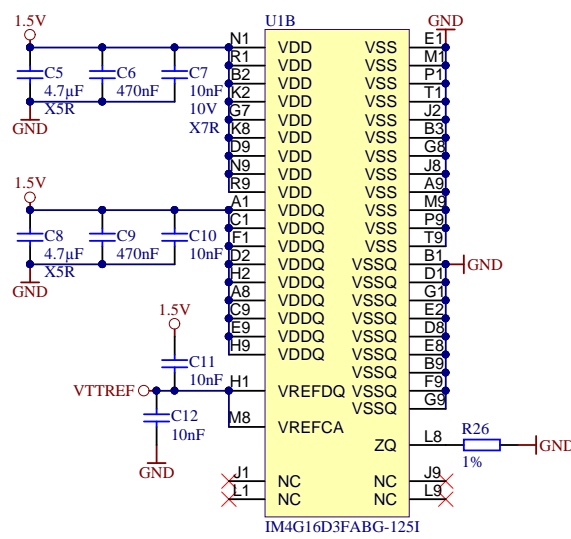 1.5V
U1B
GND
N1 VDD VSS E1
R1 VDD VSS M1
B2 VDD VSS P1
K2 VDD VSS T1
G7 VDD VSS J2
K8 VDD VSS B3
D9 VDD VSS G8
N9 VDD VSS J8
R9 VDD VSS A9
A1 VDDQ VSS M9
C1 VDDQ VSS P9
F1 VDDQ VSS T9
D2 VDDQ VSSQ B1
H2 VDDQ VSSQ D1
A8 VDDQ VSSQ G1
C9 VDDQ VSSQ E2
E9 VDDQ VSSQ D8
H9 VDDQ VSSQ E8
VSSQ B9
H1 VREFDQ VSSQ F9
VSSQ G9
M8 VREFCA
ZQ L8
J1 NC NC J9
L1 NC NC L9
IM4G16D3FABG-125I
C5
4.7µF
X5R
C6
470nF
C7
10nF
10V
X7R
GND
1.5V
C8
4.7µF
X5R
C9
470nF
C10
10nF
GND
GND
1.5V
C11
10nF
VTTREF
C12
10nF
GND
R26
1%
GND